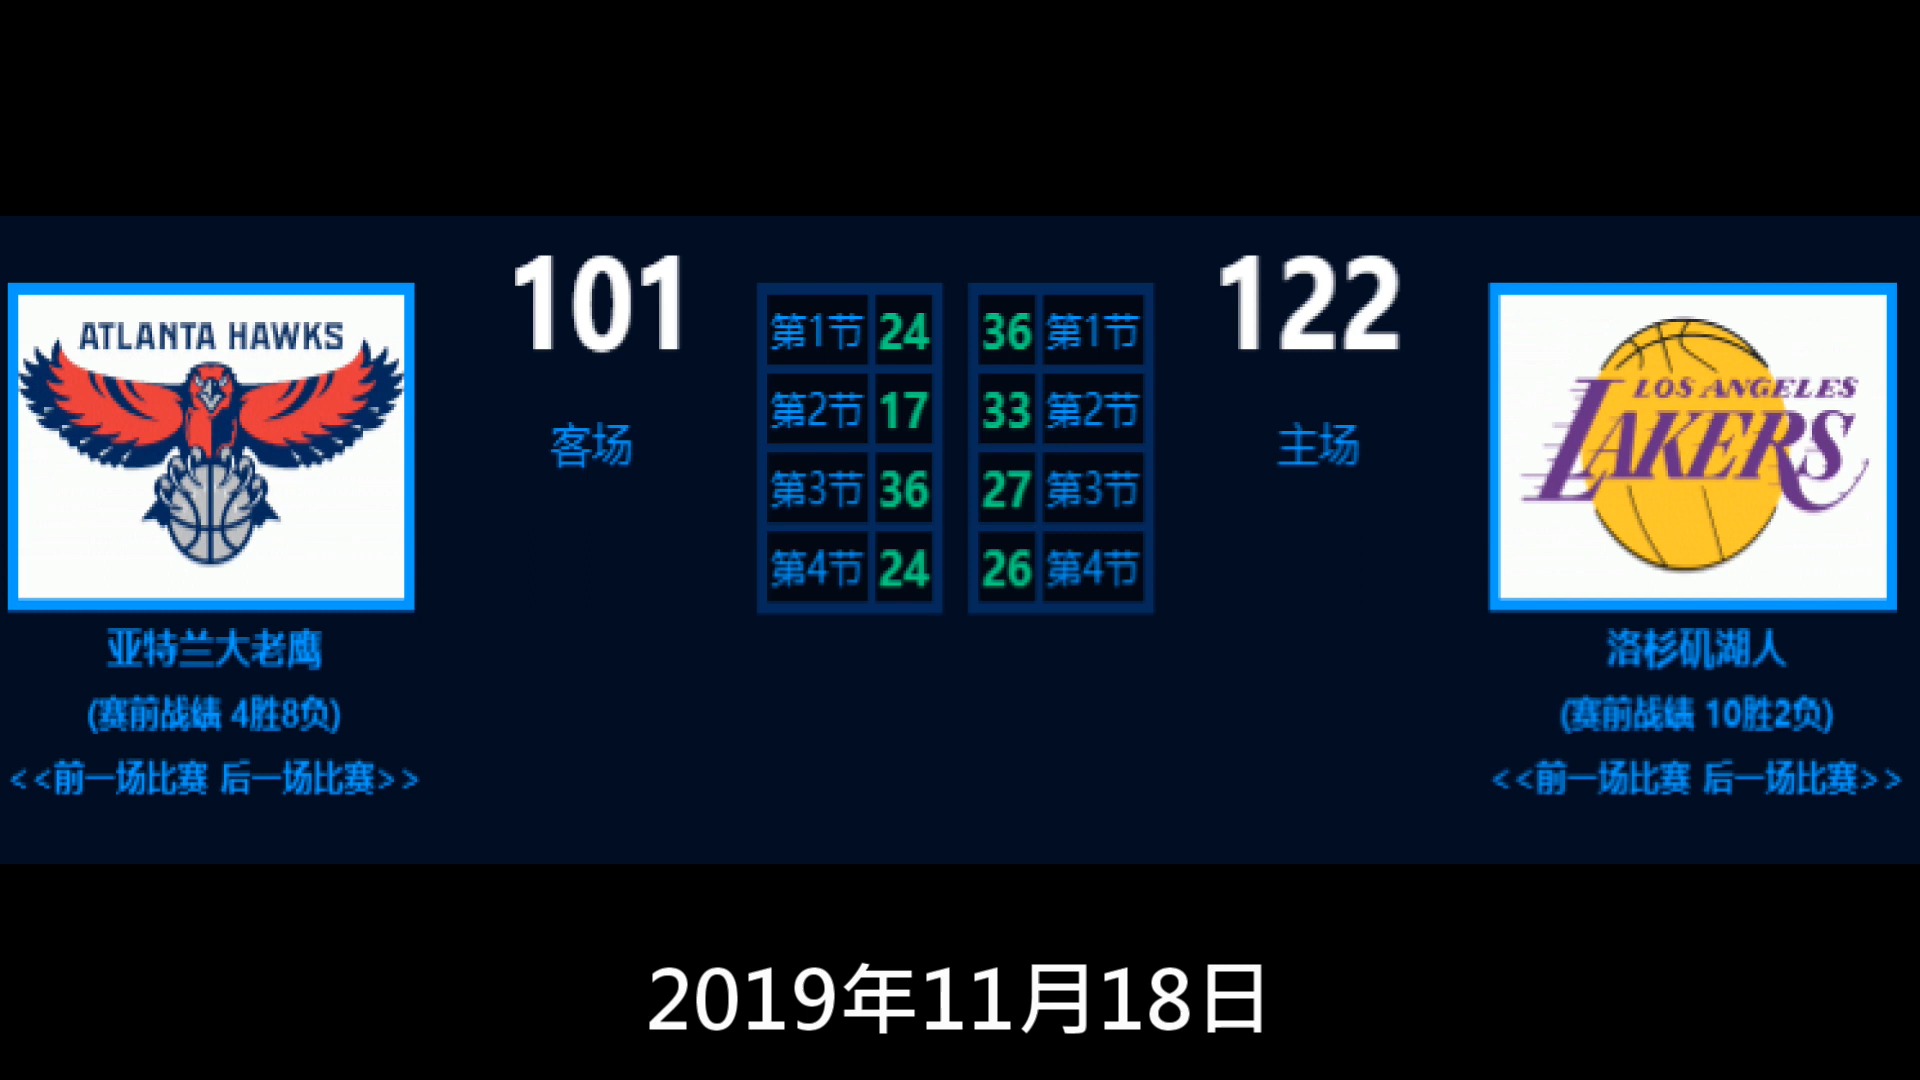 101
122
ATLANTA HAWKS
客场
主场
第1节 24
第2节 17
第3节 36
第4节 24
36 第1节
33 第2节
27 第3节
26 第4节
LOS ANGELES
LAKERS
亚特兰大老鹰
(赛前战绩 4胜8负)
<<前一场比赛 后一场比赛>>
洛杉矶湖人
(赛前战绩 10胜2负)
<<前一场比赛 后一场比赛>>
2019年11月18日